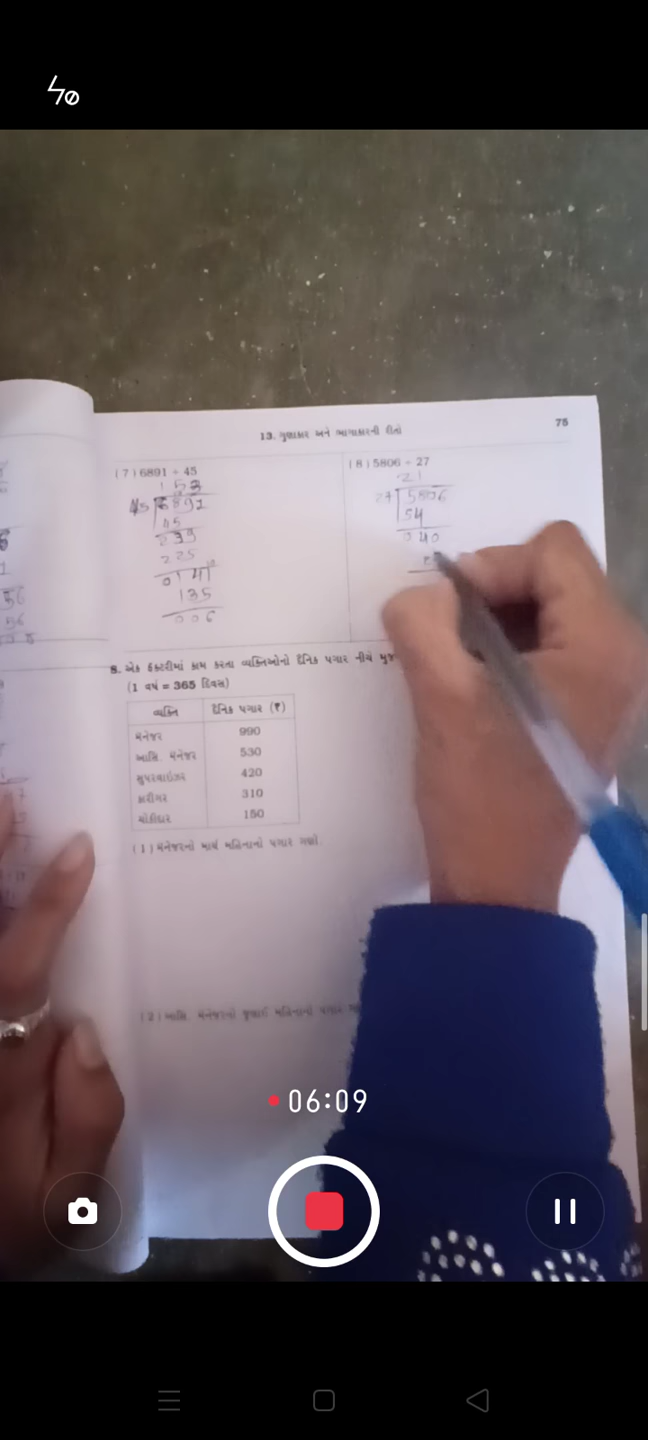 13. ગુણાકાર અને ભાગાકારની રીતો
75
(7) 6891 ÷ 45
153
45 6891
45
239
225
0141
135
006
(8) 5806 ÷ 27
21
27 5806
54
040
8. એક ફેક્ટરીમાં કામ કરતા વ્યક્તિઓનો દૈનિક પગાર નીચે મુજ
(1 વર્ષ = 365 દિવસ)
વ્યક્તિ દૈનિક પગાર (₹)
મેનેજર 990
આસિ. મેનેજર 530
સુપરવાઇઝર 420
કારીગર 310
ચોકીદાર 150
(1) મેનેજરનો માર્ચ મહિનાનો પગાર ગણો.
(2) આસિ. મેનેજરનો જુલાઈ મહિનાનો પગાર
06:09